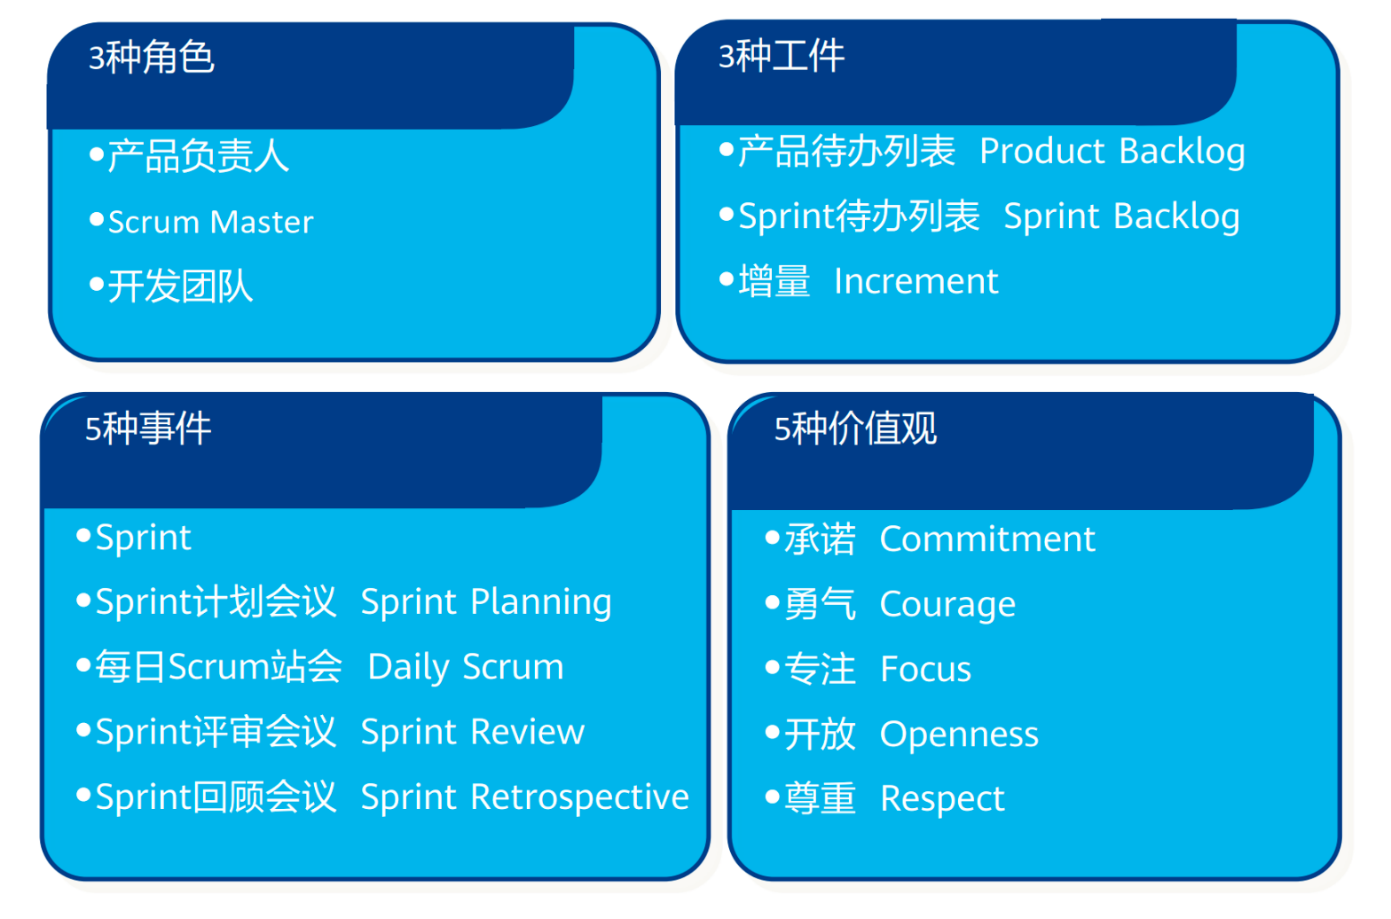 3种角色
•产品负责人
•Scrum Master
•开发团队
3种工件
•产品待办列表 Product Backlog
•Sprint待办列表 Sprint Backlog
•增量 Increment
5种事件
•Sprint
•Sprint计划会议 Sprint Planning
•每日Scrum站会 Daily Scrum
•Sprint评审会议 Sprint Review
•Sprint回顾会议 Sprint Retrospective
5种价值观
•承诺 Commitment
•勇气 Courage
•专注 Focus
•开放 Openness
•尊重 Respect